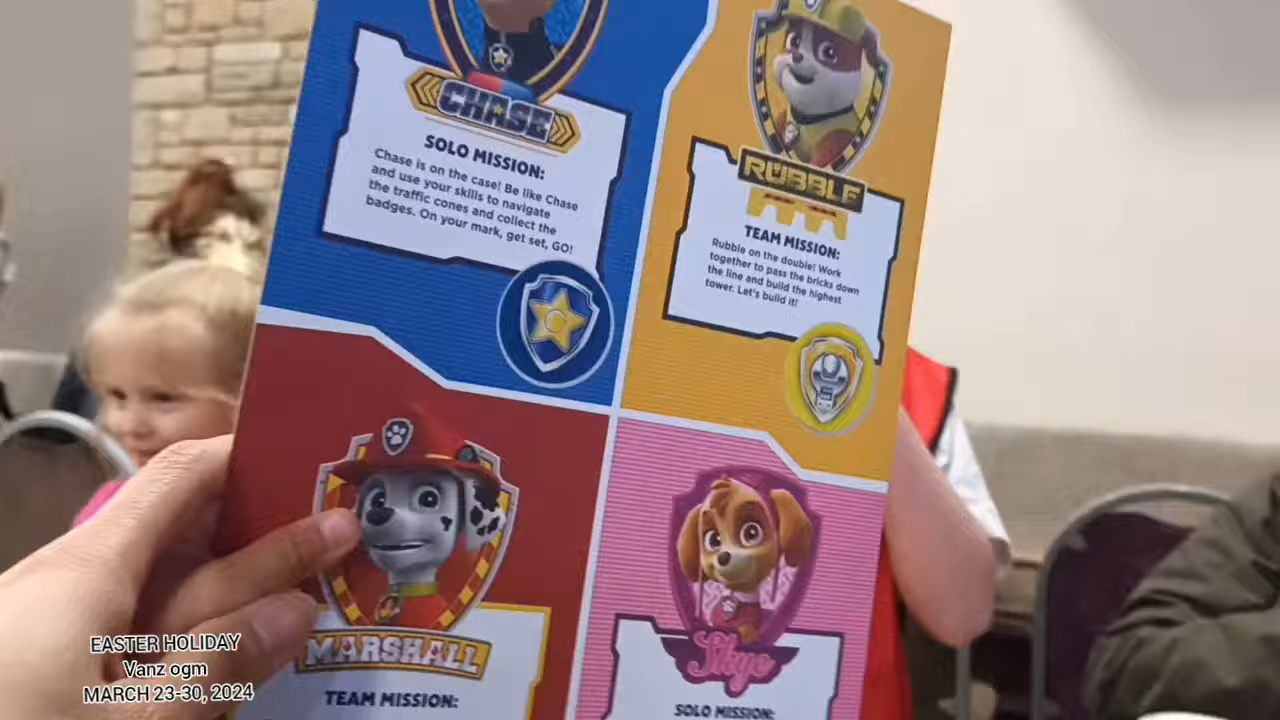 CHASE
SOLO MISSION:
Chase is on the case! Be like Chase
and use your skills to navigate
the traffic cones and collect the
badges. On your mark, get set, GO!
RUBBLE
TEAM MISSION:
Rubble on the double! Work
together to pass the bricks down
the line and build the highest
tower. Let's build it!
MARSHALL
TEAM MISSION:
Skye
SOLO MISSION:
EASTER HOLIDAY
Vanz ogm
MARCH 23-30, 2024